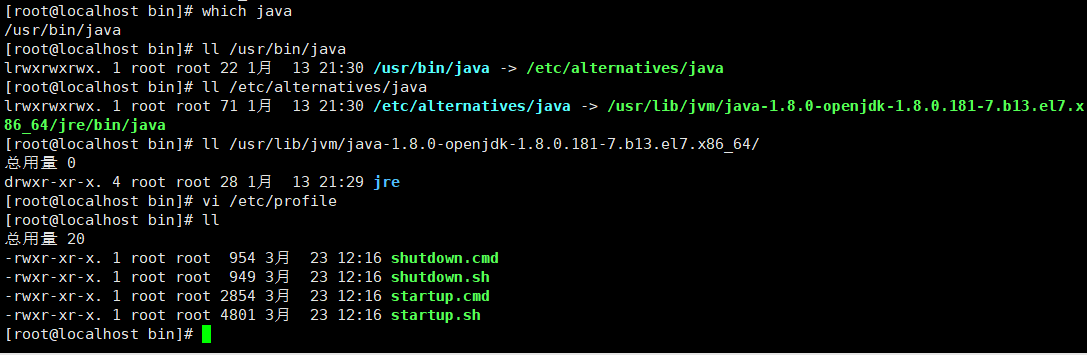 [root@localhost bin]# which java
/usr/bin/java
[root@localhost bin]# ll /usr/bin/java
lrwxrwxrwx. 1 root root 22 1月  13 21:30 /usr/bin/java -> /etc/alternatives/java
[root@localhost bin]# ll /etc/alternatives/java
lrwxrwxrwx. 1 root root 71 1月  13 21:30 /etc/alternatives/java -> /usr/lib/jvm/java-1.8.0-openjdk-1.8.0.181-7.b13.el7.x
86_64/jre/bin/java
[root@localhost bin]# ll /usr/lib/jvm/java-1.8.0-openjdk-1.8.0.181-7.b13.el7.x86_64/
总用量 0
drwxr-xr-x. 4 root root 28 1月  13 21:29 jre
[root@localhost bin]# vi /etc/profile
[root@localhost bin]# ll
总用量 20
-rwxr-xr-x. 1 root root  954 3月  23 12:16 shutdown.cmd
-rwxr-xr-x. 1 root root  949 3月  23 12:16 shutdown.sh
-rwxr-xr-x. 1 root root 2854 3月  23 12:16 startup.cmd
-rwxr-xr-x. 1 root root 4801 3月  23 12:16 startup.sh
[root@localhost bin]#